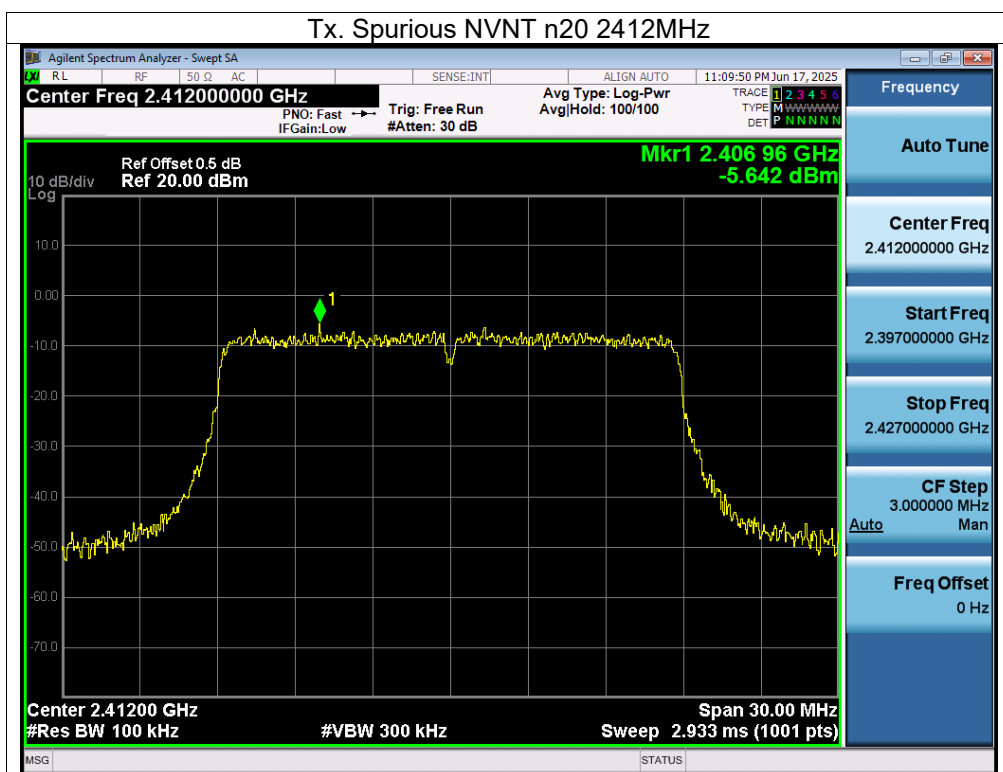 Tx. Spurious NVNT n20 2412MHz
Agilent Spectrum Analyzer - Swept SA
LXI RL RF 50 Ω AC SENSE:INT ALIGN AUTO 11:09:50 PM Jun 17, 2025
Center Freq 2.412000000 GHz
PNO: Fast
IFGain:Low
Trig: Free Run
#Atten: 30 dB
Avg Type: Log-Pwr
Avg|Hold: 100/100
TRACE 1 2 3 4 5 6
TYPE M WWWWW
DET P N N N N N
Mkr1 2.406 96 GHz
-5.642 dBm
Ref Offset 0.5 dB
10 dB/div Ref 20.00 dBm
Log
10.0
0.00
1
-10.0
-20.0
-30.0
-40.0
-50.0
-60.0
-70.0
Center 2.41200 GHz Span 30.00 MHz
#Res BW 100 kHz #VBW 300 kHz Sweep 2.933 ms (1001 pts)
MSG STATUS
Frequency
Auto Tune
Center Freq
2.412000000 GHz
Start Freq
2.397000000 GHz
Stop Freq
2.427000000 GHz
CF Step
3.000000 MHz
Auto Man
Freq Offset
0 Hz